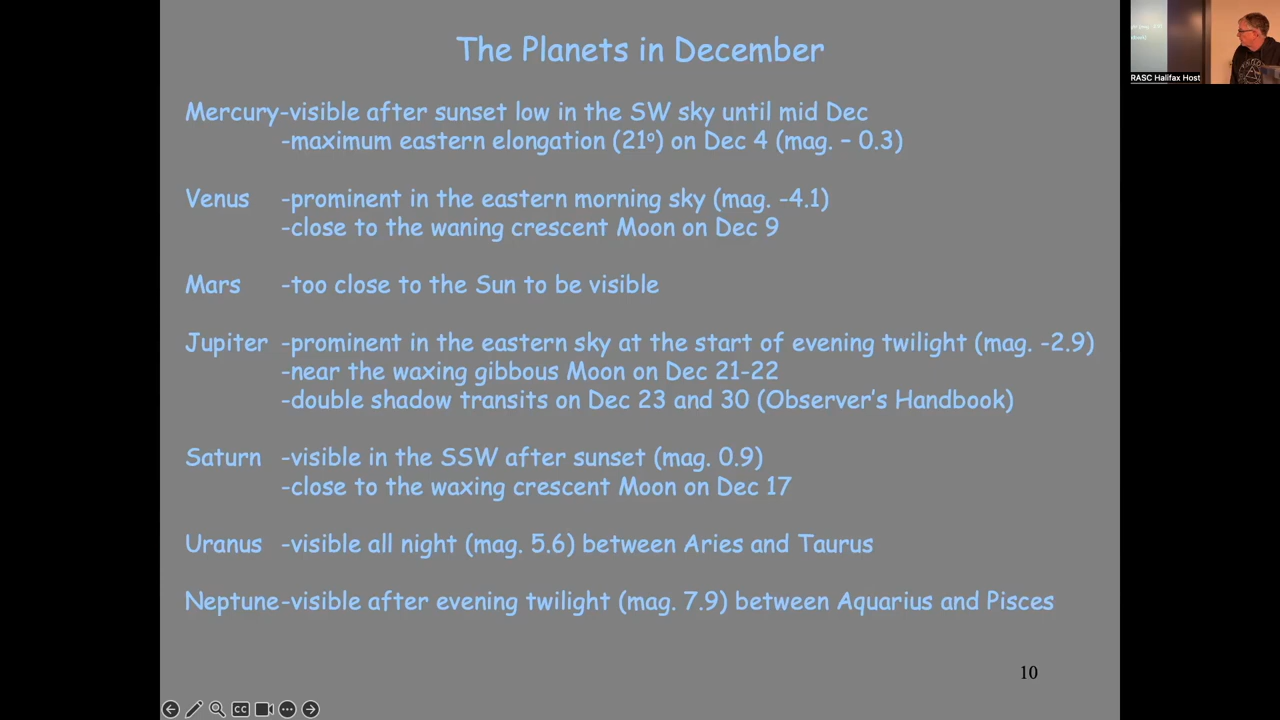 The Planets in December
RASC Halifax Host
Mercury-visible after sunset low in the SW sky until mid Dec
-maximum eastern elongation (21º) on Dec 4 (mag. – 0.3)
Venus -prominent in the eastern morning sky (mag. -4.1)
-close to the waning crescent Moon on Dec 9
Mars -too close to the Sun to be visible
Jupiter -prominent in the eastern sky at the start of evening twilight (mag. -2.9)
-near the waxing gibbous Moon on Dec 21-22
-double shadow transits on Dec 23 and 30 (Observer’s Handbook)
Saturn -visible in the SSW after sunset (mag. 0.9)
-close to the waxing crescent Moon on Dec 17
Uranus -visible all night (mag. 5.6) between Aries and Taurus
Neptune-visible after evening twilight (mag. 7.9) between Aquarius and Pisces
10
CC